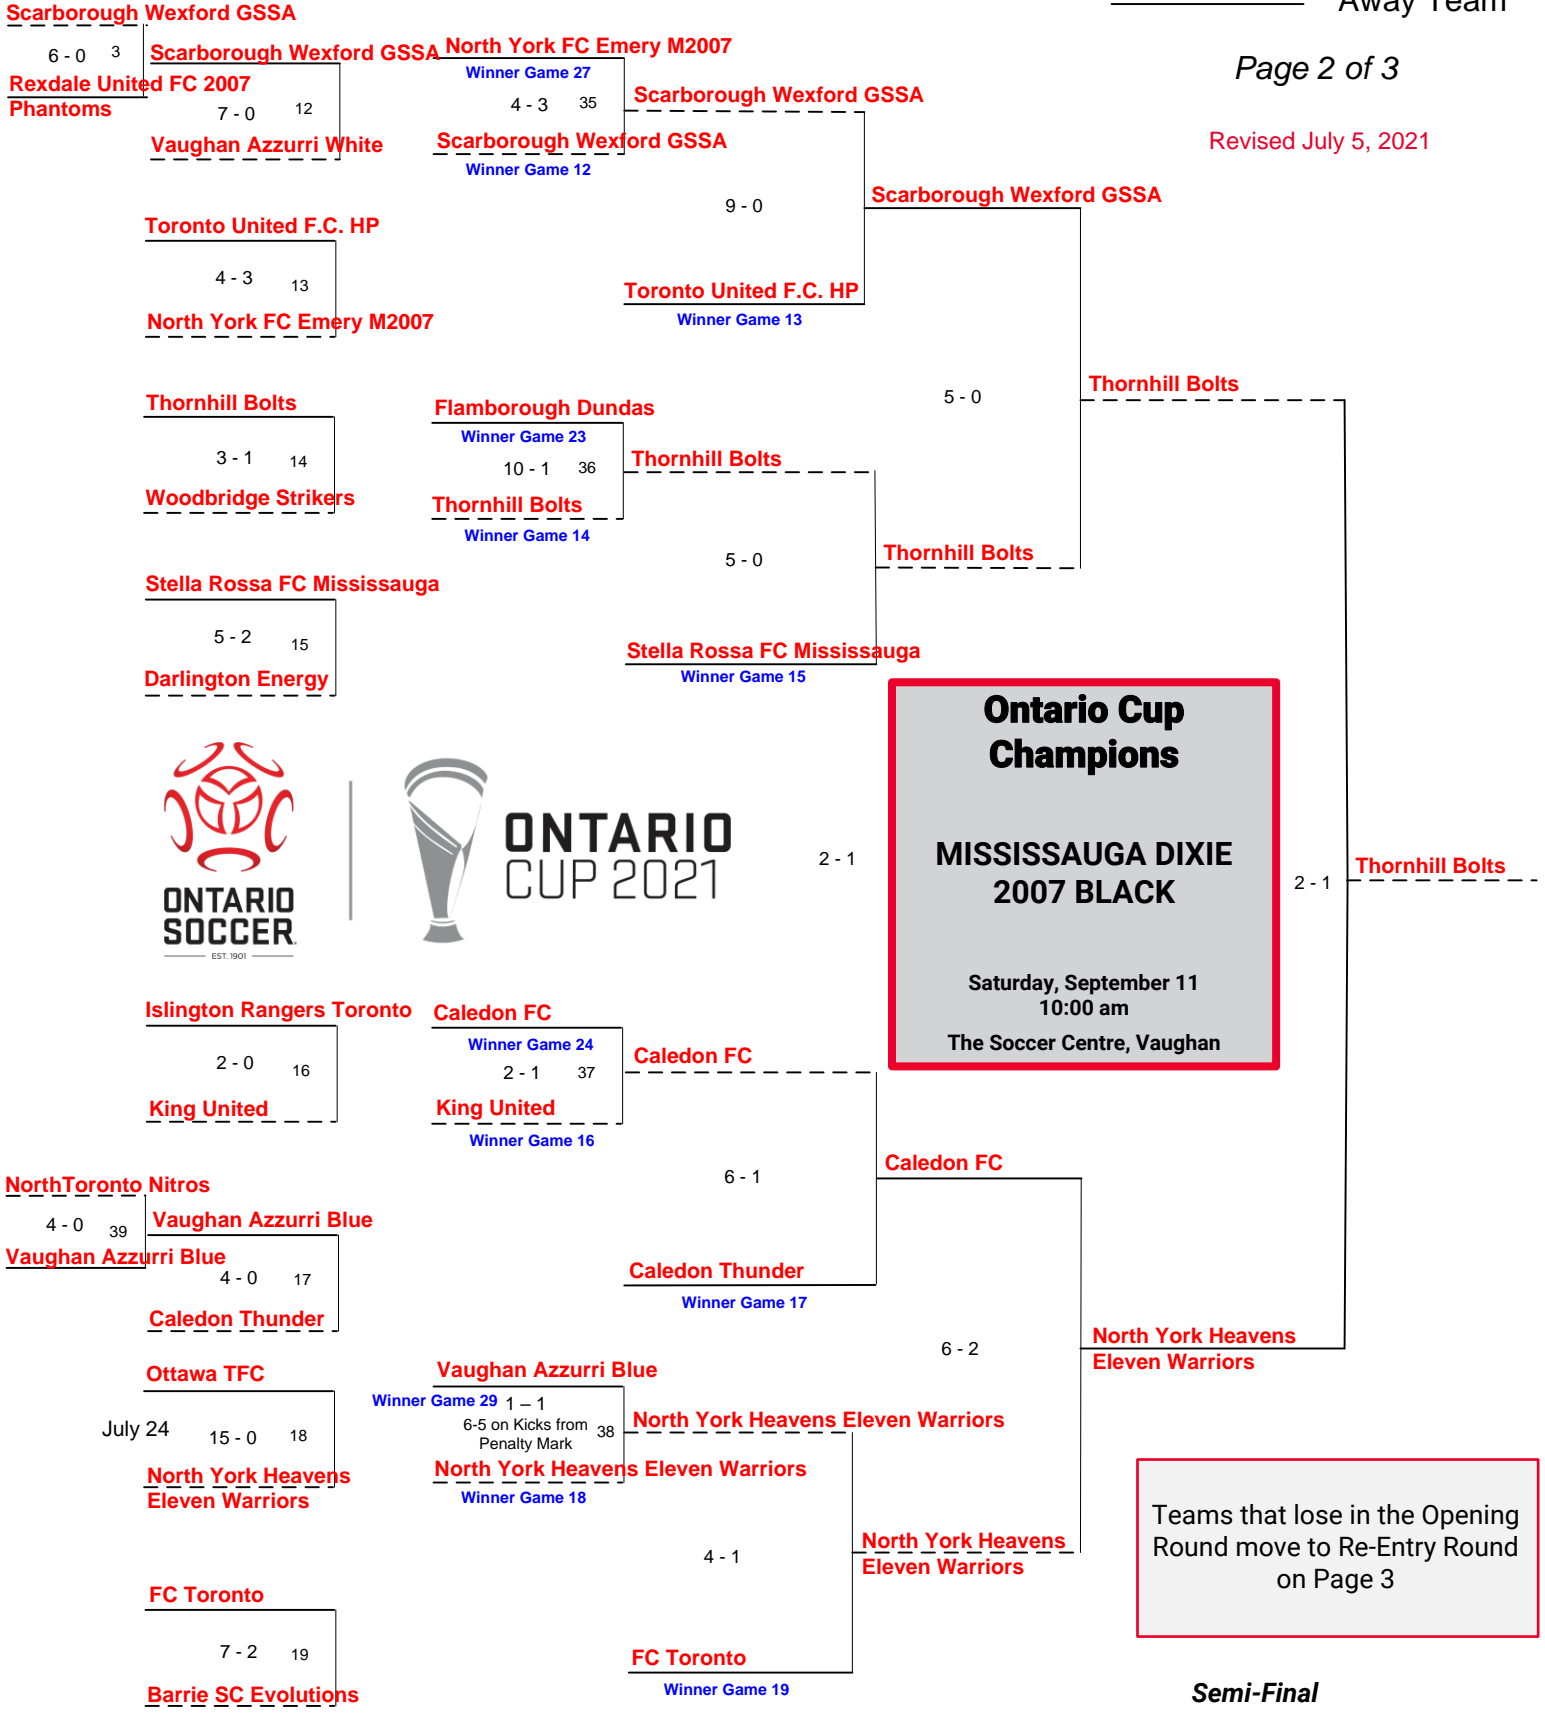 Away Team
Page 2 of 3
Revised July 5, 2021
Scarborough Wexford GSSA
6 - 0 3
Rexdale United FC 2007
Phantoms
Scarborough Wexford GSSA
7 - 0 12
Vaughan Azzurri White
North York FC Emery M2007
Winner Game 27
4 - 3 35
Scarborough Wexford GSSA
Winner Game 12
Scarborough Wexford GSSA
9 - 0
Toronto United F.C. HP
Winner Game 13
Scarborough Wexford GSSA
Toronto United F.C. HP
4 - 3 13
North York FC Emery M2007
5 - 0
Thornhill Bolts
Thornhill Bolts
3 - 1 14
Woodbridge Strikers
Flamborough Dundas
Winner Game 23
10 - 1 36
Thornhill Bolts
Winner Game 14
Thornhill Bolts
5 - 0
Stella Rossa FC Mississauga
Winner Game 15
Thornhill Bolts
Stella Rossa FC Mississauga
5 - 2 15
Darlington Energy
ONTARIO
SOCCER
EST. 1901
ONTARIO
CUP 2021
2 - 1
Ontario Cup
Champions
MISSISSAUGA DIXIE
2007 BLACK
Saturday, September 11
10:00 am
The Soccer Centre, Vaughan
2 - 1
Thornhill Bolts
Islington Rangers Toronto
2 - 0 16
King United
Caledon FC
Winner Game 24
2 - 1 37
King United
Winner Game 16
Caledon FC
6 - 1
Caledon Thunder
Winner Game 17
Caledon FC
NorthToronto Nitros
4 - 0 39
Vaughan Azzurri Blue
Vaughan Azzurri Blue
4 - 0 17
Caledon Thunder
6 - 2
North York Heavens
Eleven Warriors
Ottawa TFC
July 24 15 - 0 18
North York Heavens
Eleven Warriors
Vaughan Azzurri Blue
Winner Game 29 1 – 1
6-5 on Kicks from
Penalty Mark
38
North York Heavens Eleven Warriors
Winner Game 18
North York Heavens Eleven Warriors
4 - 1
FC Toronto
Winner Game 19
North York Heavens
Eleven Warriors
FC Toronto
7 - 2 19
Barrie SC Evolutions
Teams that lose in the Opening
Round move to Re-Entry Round
on Page 3
Semi-Final